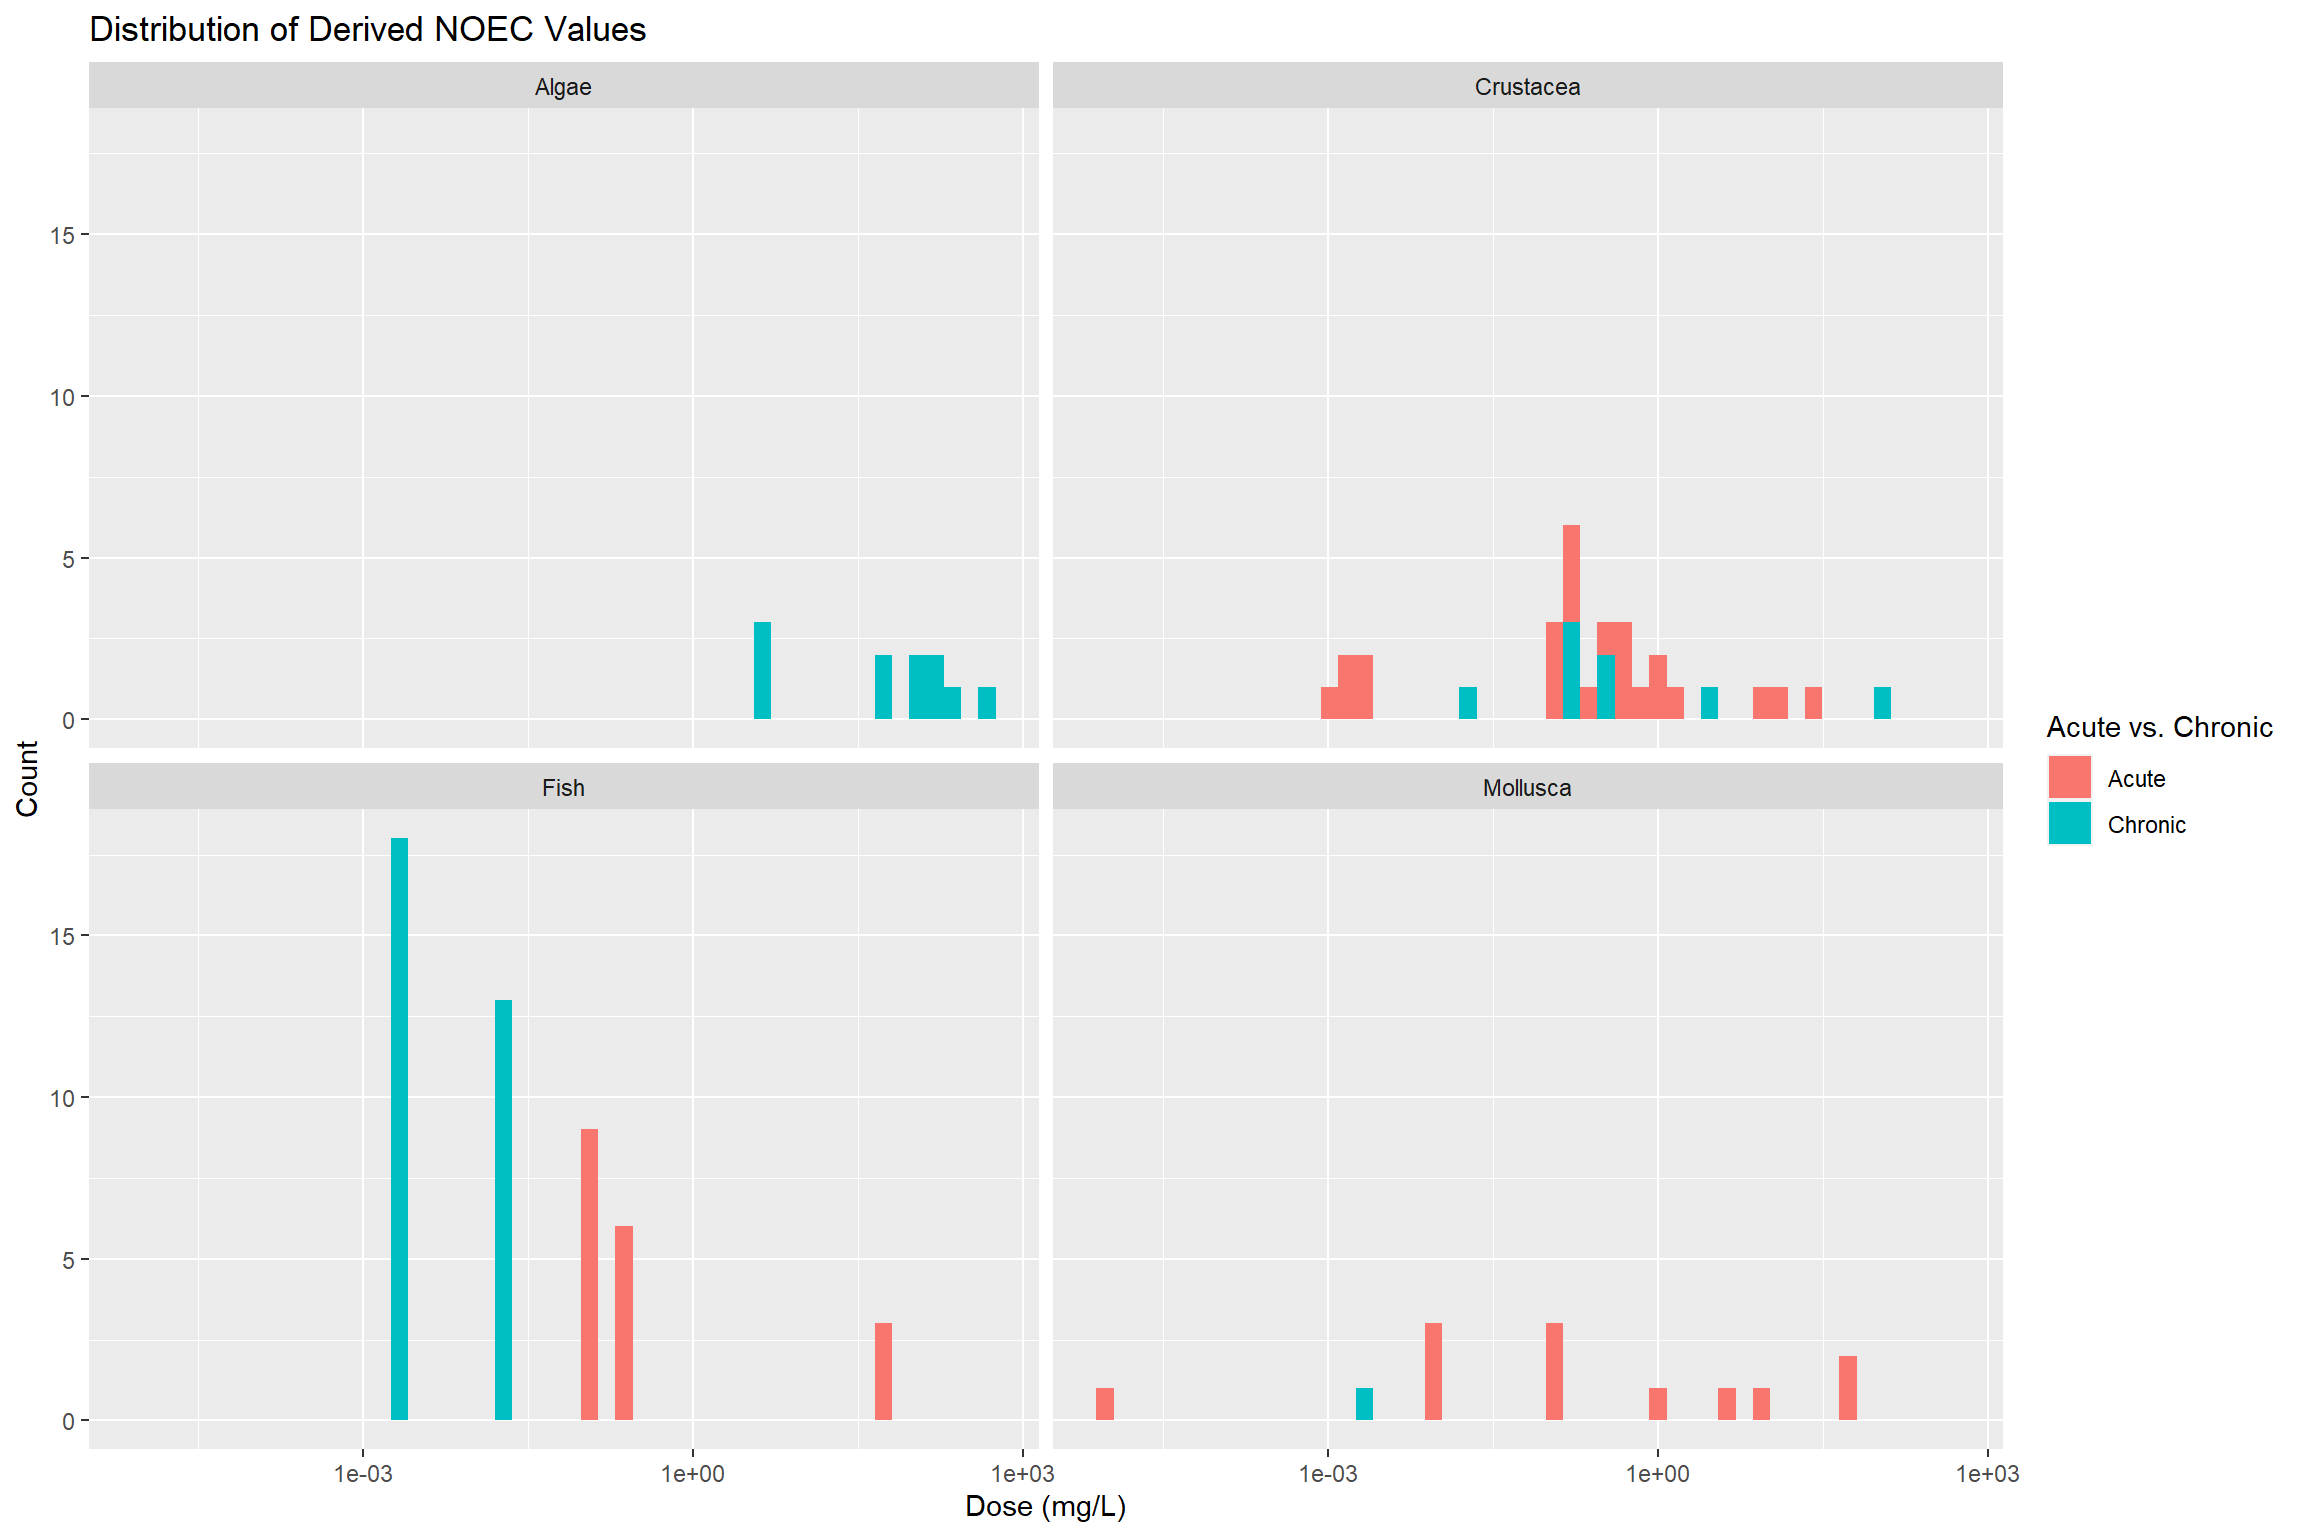 Distribution of Derived NOEC Values
Algae
Crustacea
15
10
5
0
Fish
Mollusca
15
10
5
0
Count
1e-03
1e+00
1e+03
1e-03
1e+00
1e+03
Dose (mg/L)
Acute vs. Chronic
Acute
Chronic